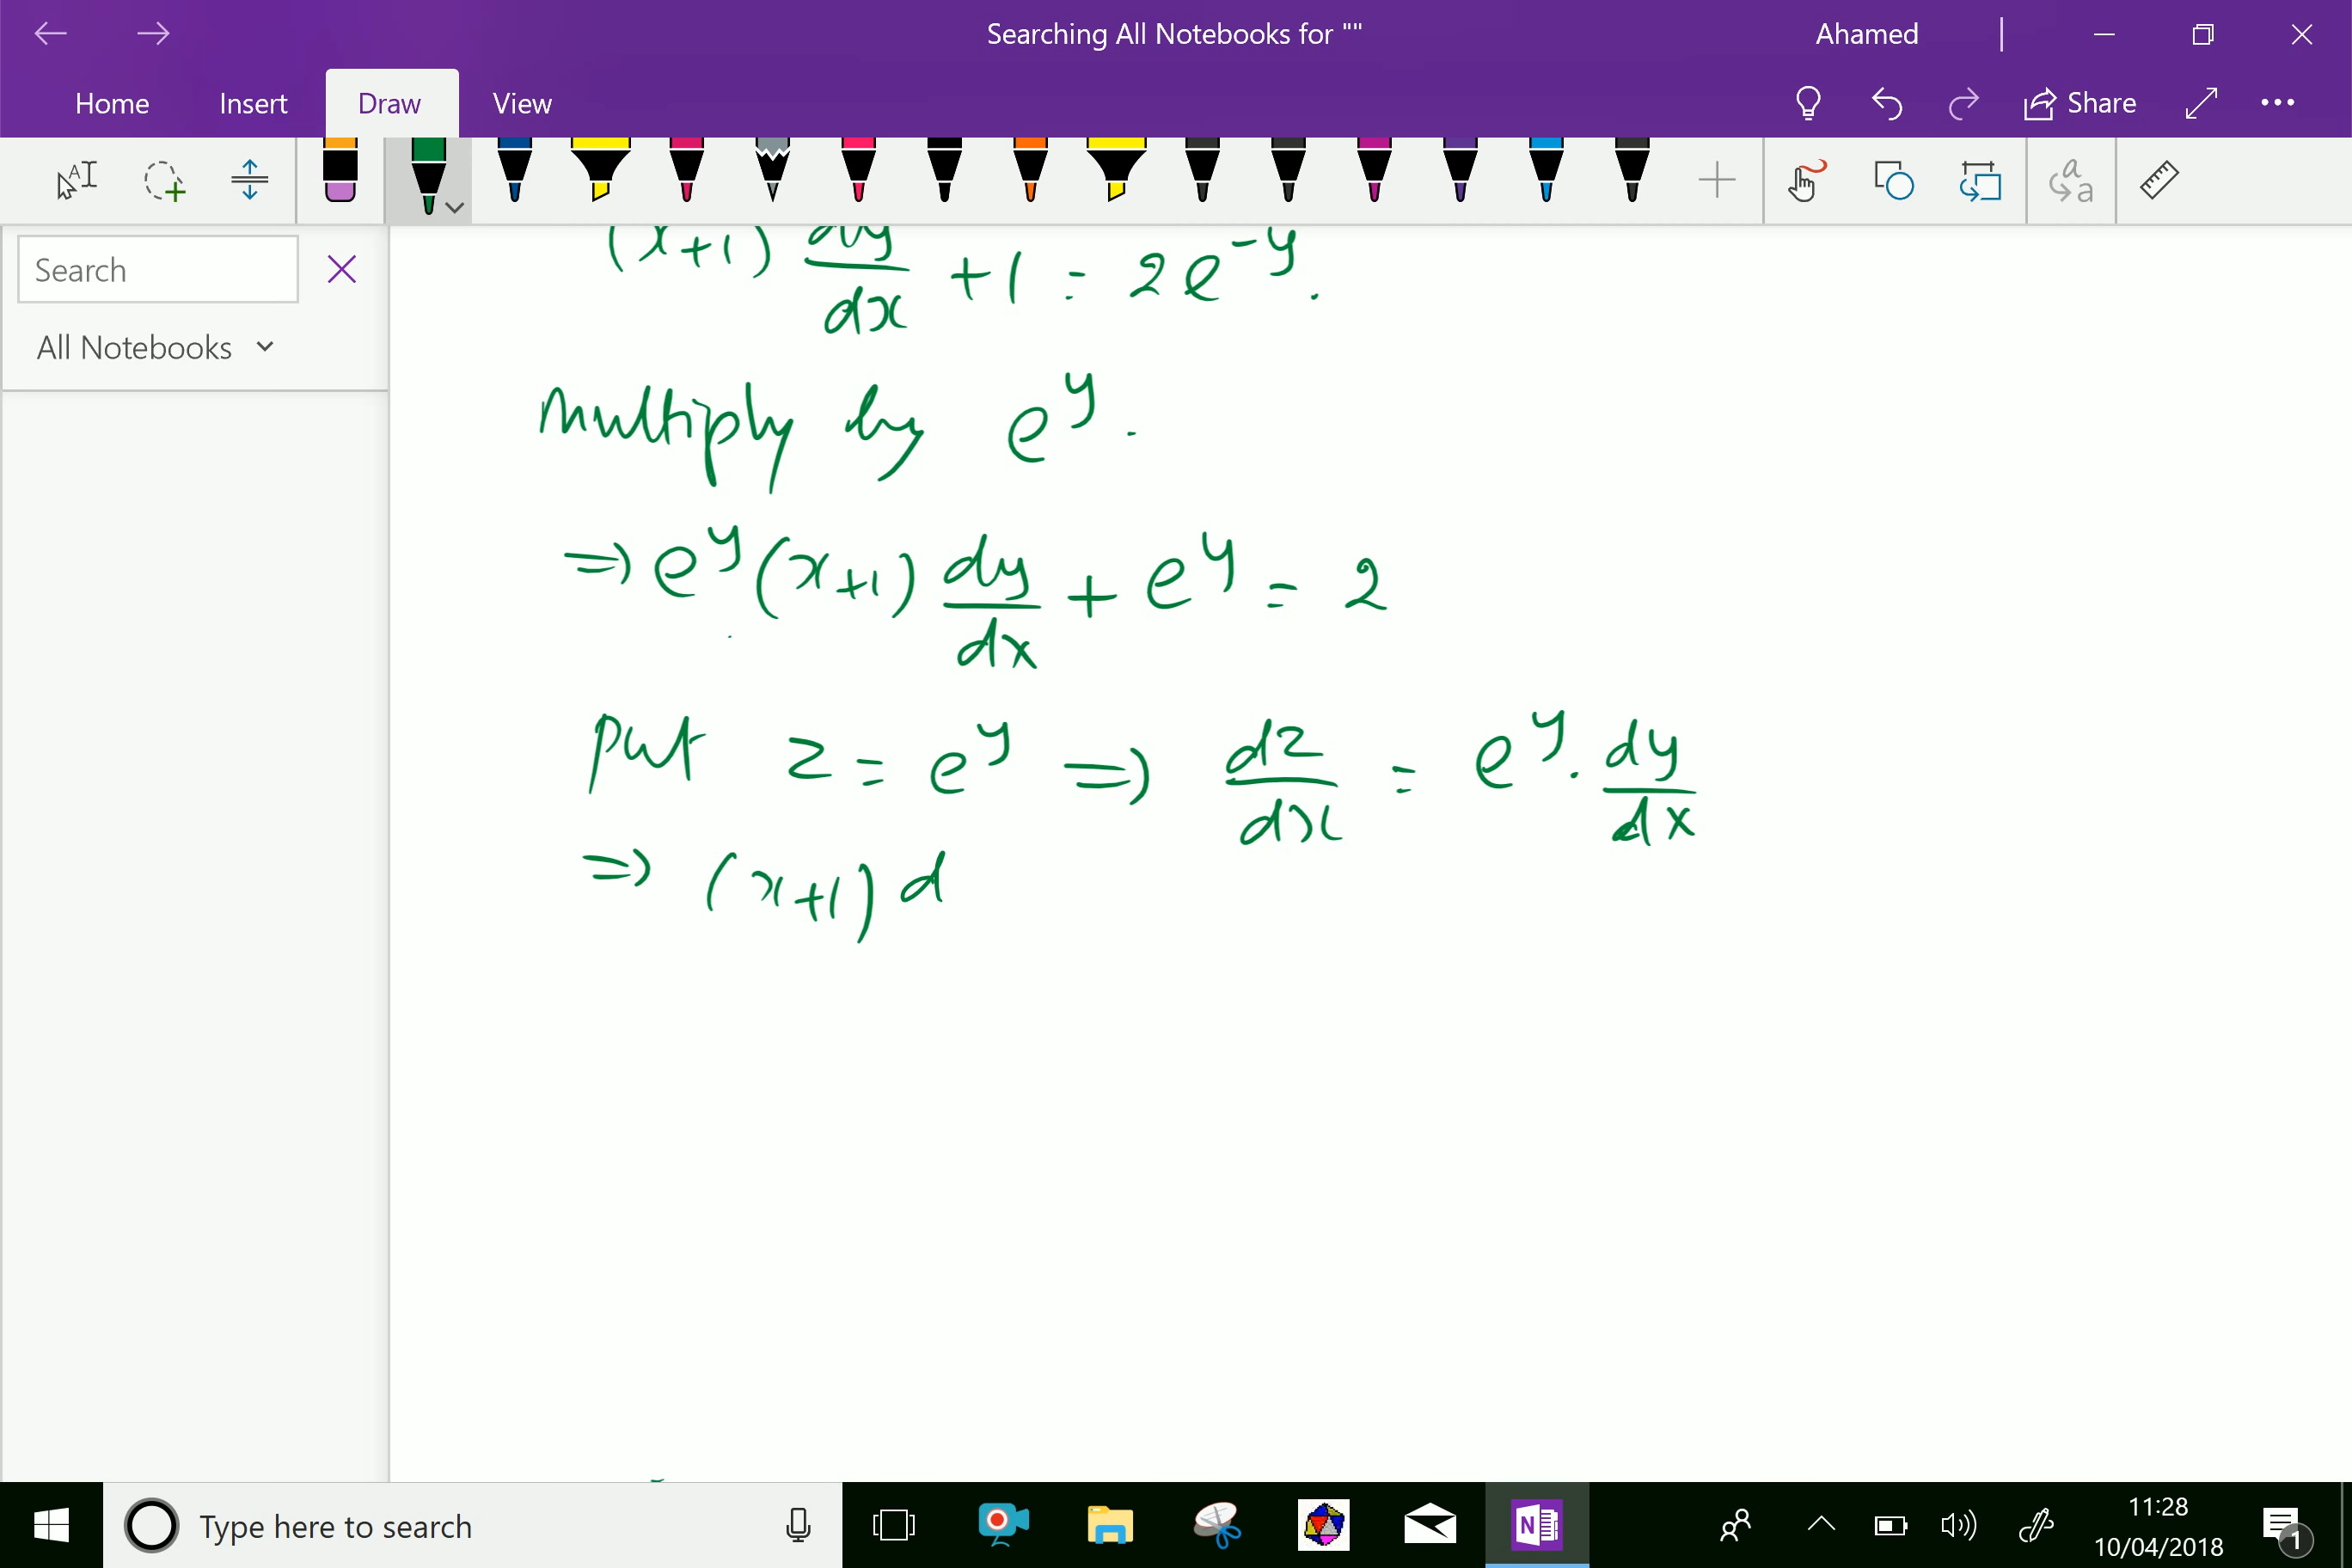 Searching All Notebooks for ""
Ahamed
Home Insert Draw View
Share
Search
All Notebooks
(x+1) dy/dx + 1 = 2e^-y.
Multiply by e^y.
⇒ e^y (x+1) dy/dx + e^y = 2
put z = e^y ⇒ dz/dx = e^y . dy/dx
⇒ (x+1) d
Type here to search
11:28
10/04/2018
1